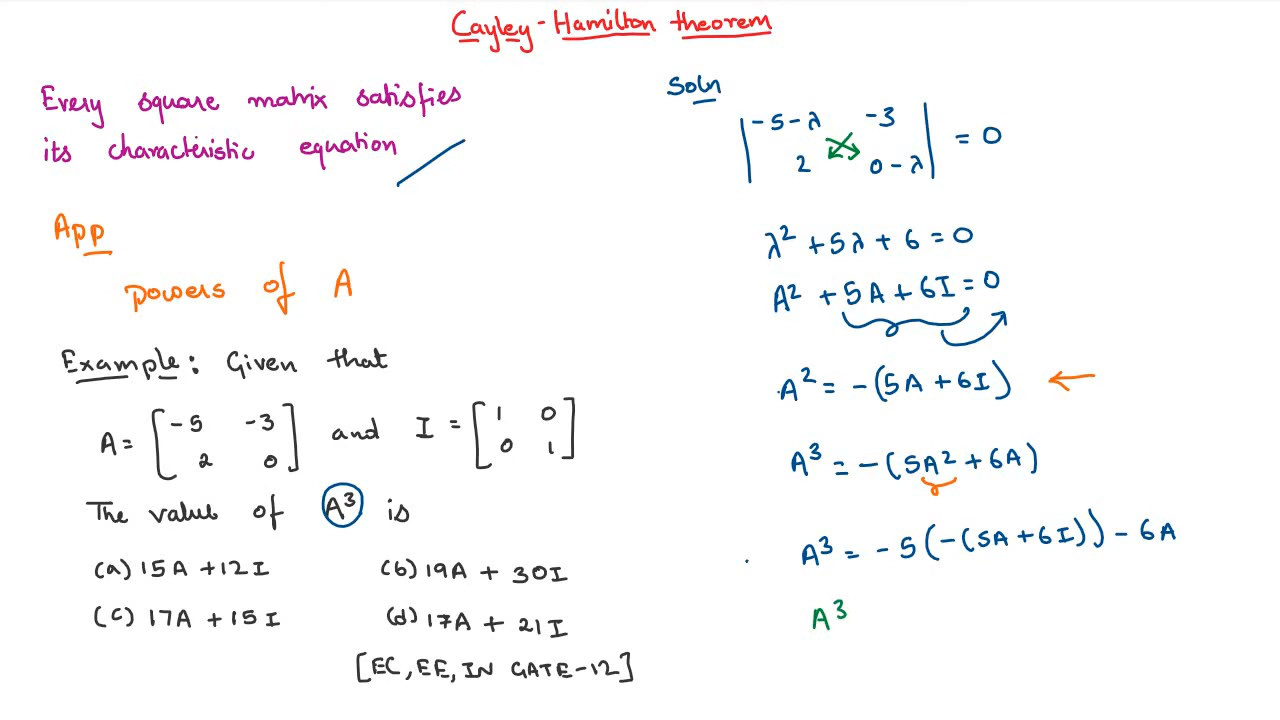 Cayley-Hamilton theorem
Every square matrix satisfies
its characteristic equation
App
Powers of A
Example: Given that
A = [-5 -3
2 0] and I = [1 0
0 1]
The value of A³ is
(a) 15A + 12I (b) 19A + 30I
(c) 17A + 15I (d) 17A + 21I
[EC, EE, IN GATE-12]
Soln
|-5-λ -3
2 0-λ| = 0
λ² + 5λ + 6 = 0
A² + 5A + 6I = 0
A² = -(5A + 6I)
A³ = -(5A² + 6A)
A³ = -5(-(5A + 6I)) - 6A
A³